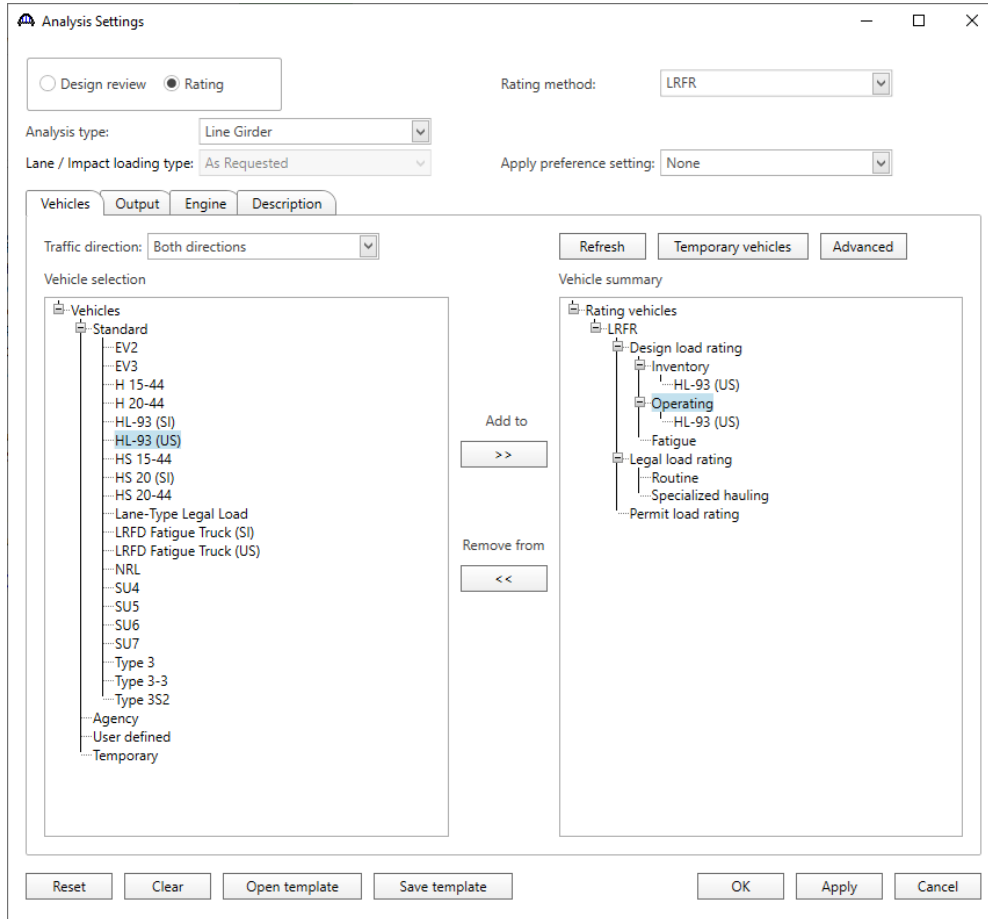 Analysis Settings
Design review Rating
Rating method: LRFR
Analysis type: Line Girder
Lane / Impact loading type: As Requested
Apply preference setting: None
Vehicles Output Engine Description
Traffic direction: Both directions
Refresh Temporary vehicles Advanced
Vehicle selection
Vehicles
Standard
EV2
EV3
H 15-44
H 20-44
HL-93 (SI)
HL-93 (US)
HS 15-44
HS 20 (SI)
HS 20-44
Lane-Type Legal Load
LRFD Fatigue Truck (SI)
LRFD Fatigue Truck (US)
NRL
SU4
SU5
SU6
SU7
Type 3
Type 3-3
Type 3S2
Agency
User defined
Temporary
Add to
>>
Remove from
<<
Vehicle summary
Rating vehicles
LRFR
Design load rating
Inventory
HL-93 (US)
Operating
HL-93 (US)
Fatigue
Legal load rating
Routine
Specialized hauling
Permit load rating
Reset Clear Open template Save template OK Apply Cancel